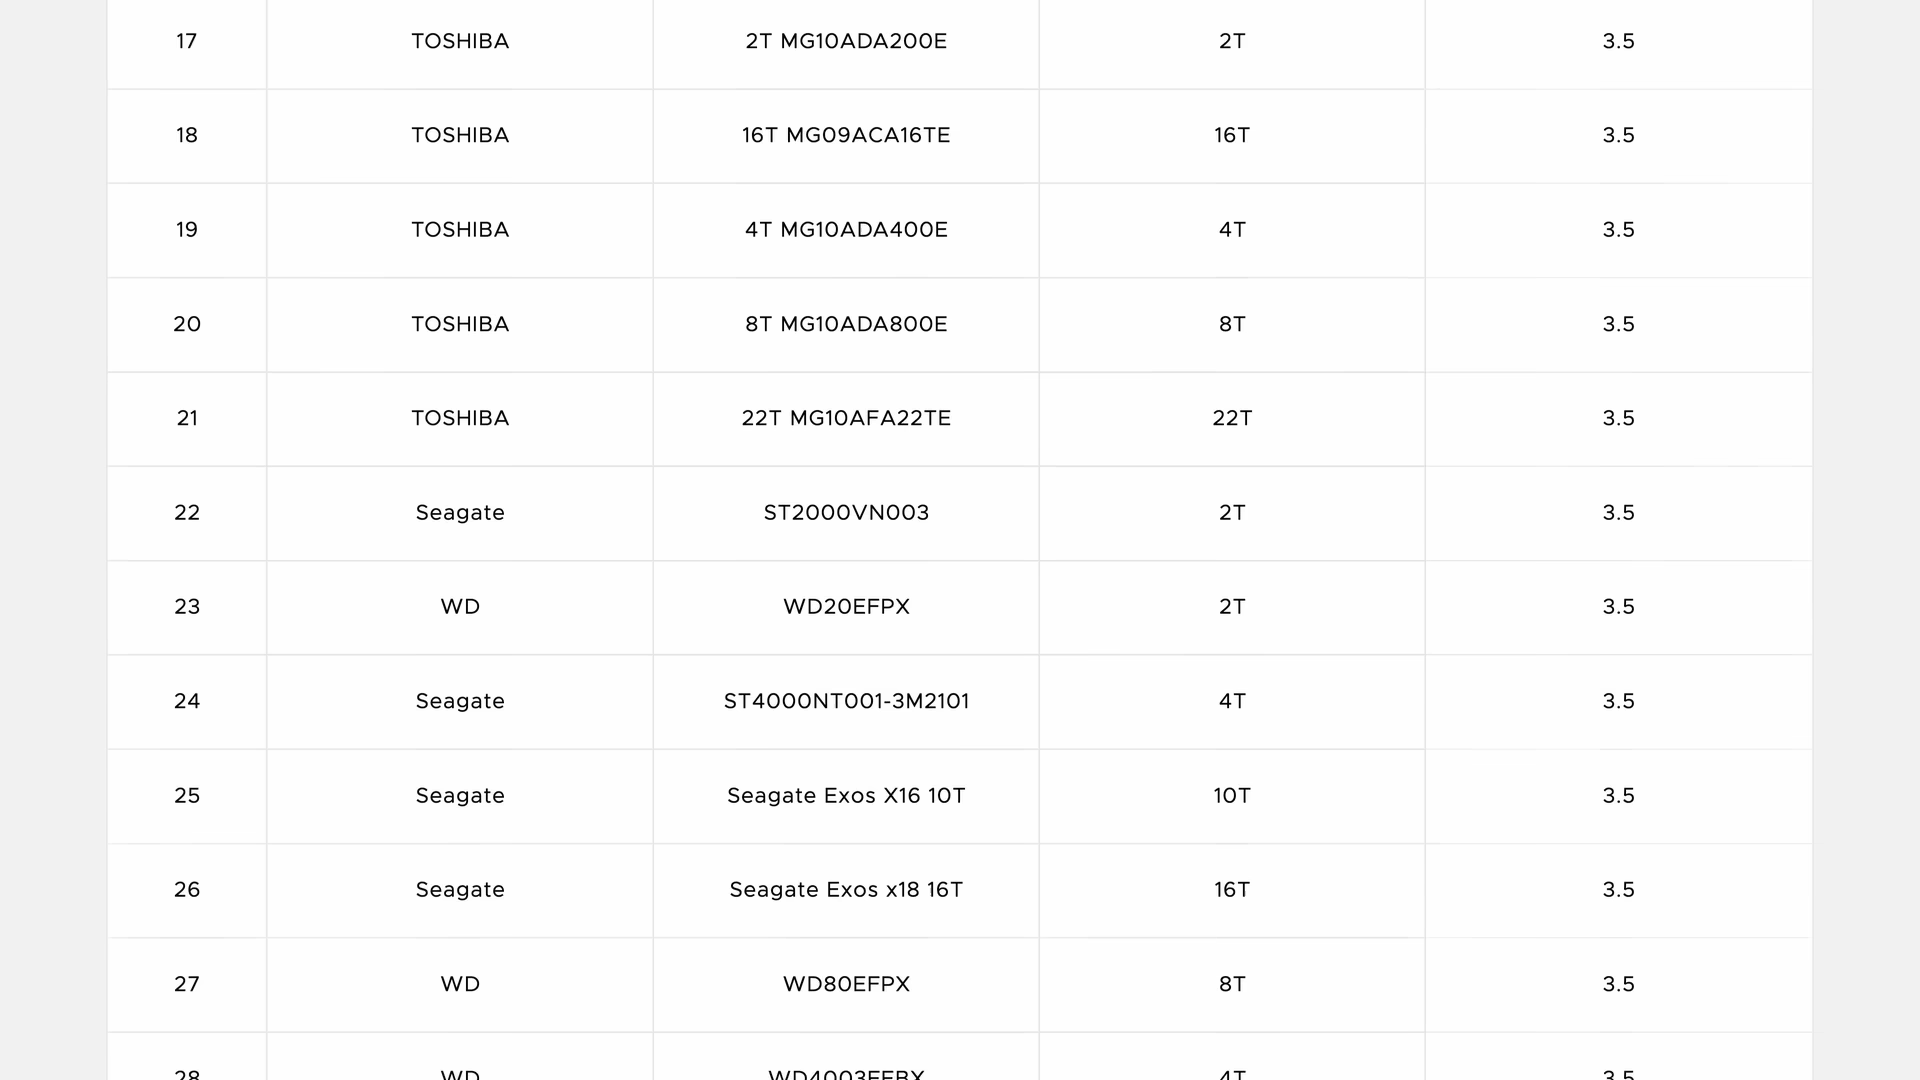 17 TOSHIBA 2T MG10ADA200E 2T 3.5
18 TOSHIBA 16T MG09ACA16TE 16T 3.5
19 TOSHIBA 4T MG10ADA400E 4T 3.5
20 TOSHIBA 8T MG10ADA800E 8T 3.5
21 TOSHIBA 22T MG10AFA22TE 22T 3.5
22 Seagate ST2000VN003 2T 3.5
23 WD WD20EFPX 2T 3.5
24 Seagate ST4000NT001-3M2101 4T 3.5
25 Seagate Seagate Exos X16 10T 10T 3.5
26 Seagate Seagate Exos x18 16T 16T 3.5
27 WD WD80EFPX 8T 3.5
28 WD WD4003FFBX 4T 3.5